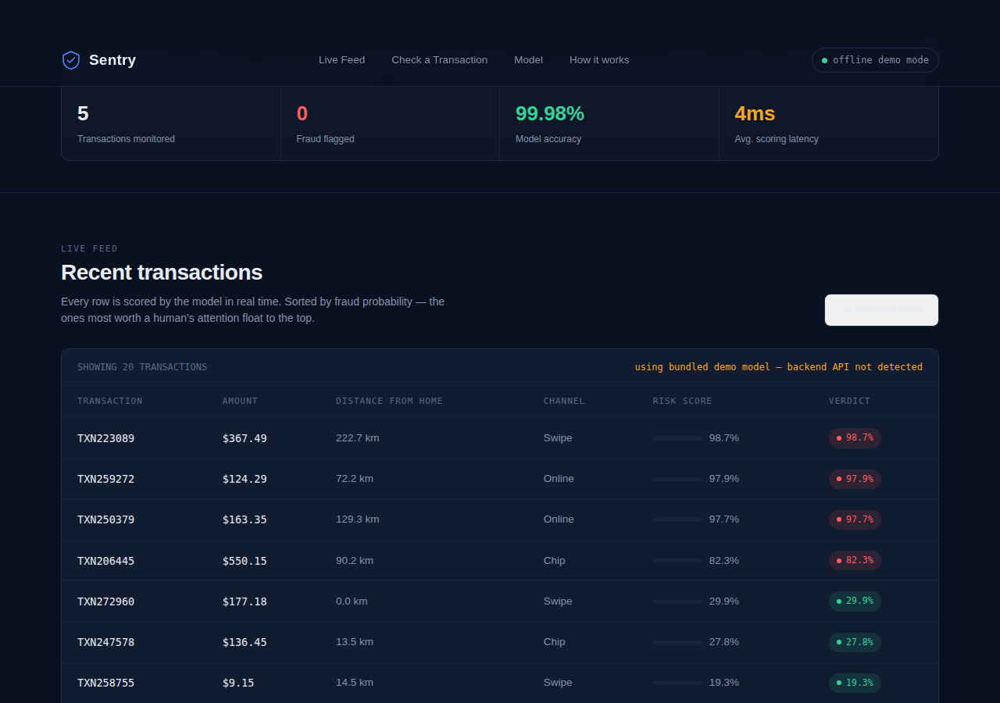 Sentry
Live Feed Check a Transaction Model How it works
offline demo mode
5 0 99.98% 4ms
Transactions monitored Fraud flagged Model accuracy Avg. scoring latency
LIVE FEED
Recent transactions
Every row is scored by the model in real time. Sorted by fraud probability — the
ones most worth a human's attention float to the top.
SHOWING 20 TRANSACTIONS using bundled demo model — backend API not detected
TRANSACTION AMOUNT DISTANCE FROM HOME CHANNEL RISK SCORE VERDICT
TXN223089 $367.49 222.7 km Swipe 98.7% 98.7%
TXN259272 $124.29 72.2 km Online 97.9% 97.9%
TXN250379 $163.35 129.3 km Online 97.7% 97.7%
TXN206445 $550.15 90.2 km Chip 82.3% 82.3%
TXN272960 $177.18 0.0 km Swipe 29.9% 29.9%
TXN247578 $136.45 13.5 km Chip 27.8% 27.8%
TXN258755 $9.15 14.5 km Swipe 19.3% 19.3%